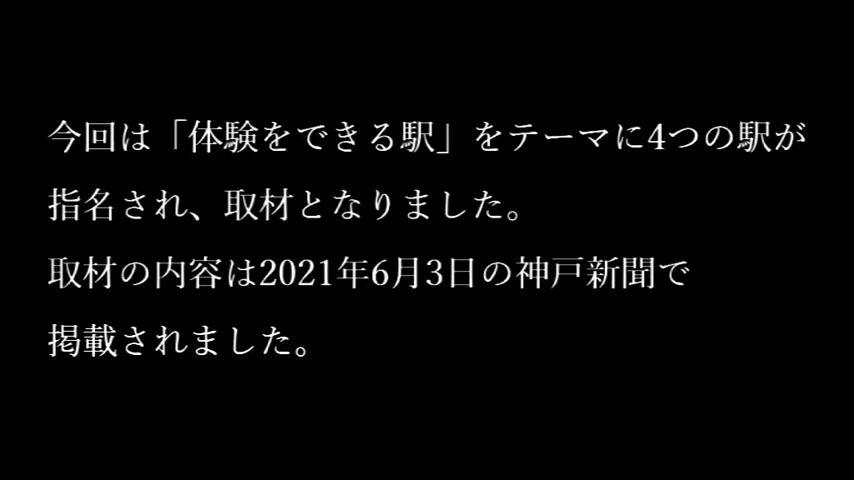 今回は「体験をできる駅」をテーマに4つの駅が
指名され、取材となりました。
取材の内容は2021年6月3日の神戸新聞で
掲載されました。